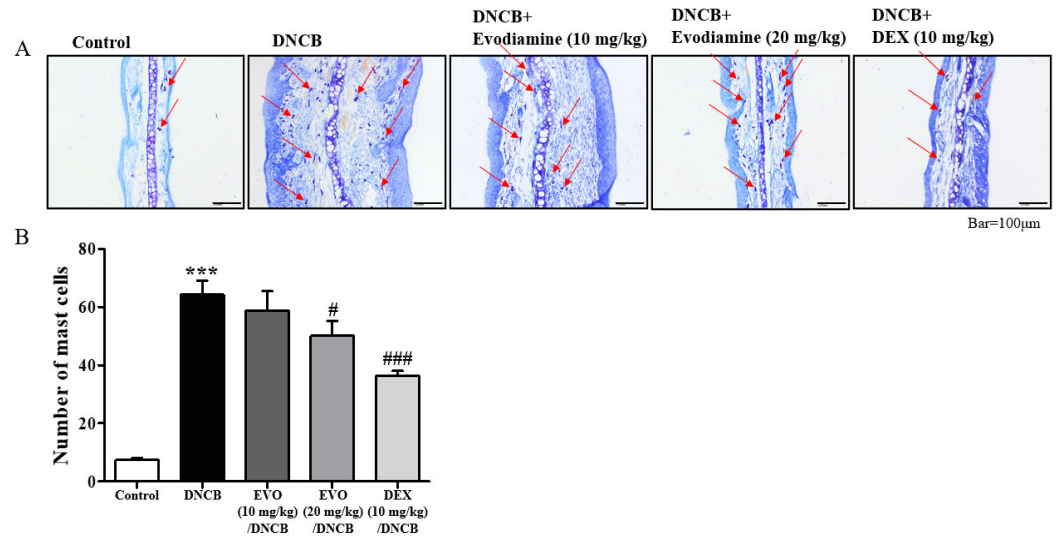 A
Control
DNCB
DNCB+
Evodiamine (10 mg/kg)
DNCB+
Evodiamine (20 mg/kg)
DNCB+
DEX (10 mg/kg)
Bar=100μm
B
Number of mast cells
80
60
40
20
0
***
#
###
Control
DNCB
EVO
(10 mg/kg)
/DNCB
EVO
(20 mg/kg)
/DNCB
DEX
(10 mg/kg)
/DNCB